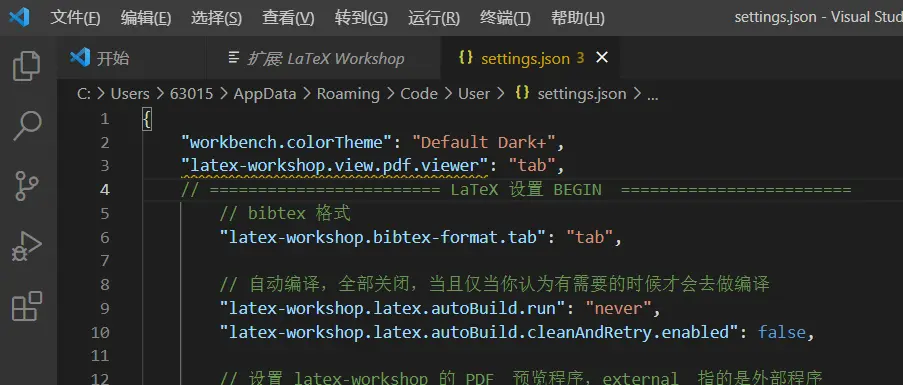 文件(F) 编辑(E) 选择(S) 查看(V) 转到(G) 运行(R) 终端(T) 帮助(H) settings.json - Visual Stud
开始 扩展: LaTeX Workshop {} settings.json 3 ×
C: > Users > 63015 > AppData > Roaming > Code > User > {} settings.json > ...
1 {
2 "workbench.colorTheme": "Default Dark+",
3 "latex-workshop.view.pdf.viewer": "tab",
4 // ======================== LaTeX 设置 BEGIN ========================
5 // bibtex 格式
6 "latex-workshop.bibtex-format.tab": "tab",
7
8 // 自动编译，全部关闭，当且仅当你认为有需要的时候才会去做编译
9 "latex-workshop.latex.autoBuild.run": "never",
10 "latex-workshop.latex.autoBuild.cleanAndRetry.enabled": false,
11
12 // 设置 latex-workshop 的 PDF 预览程序，external 指的是外部程序